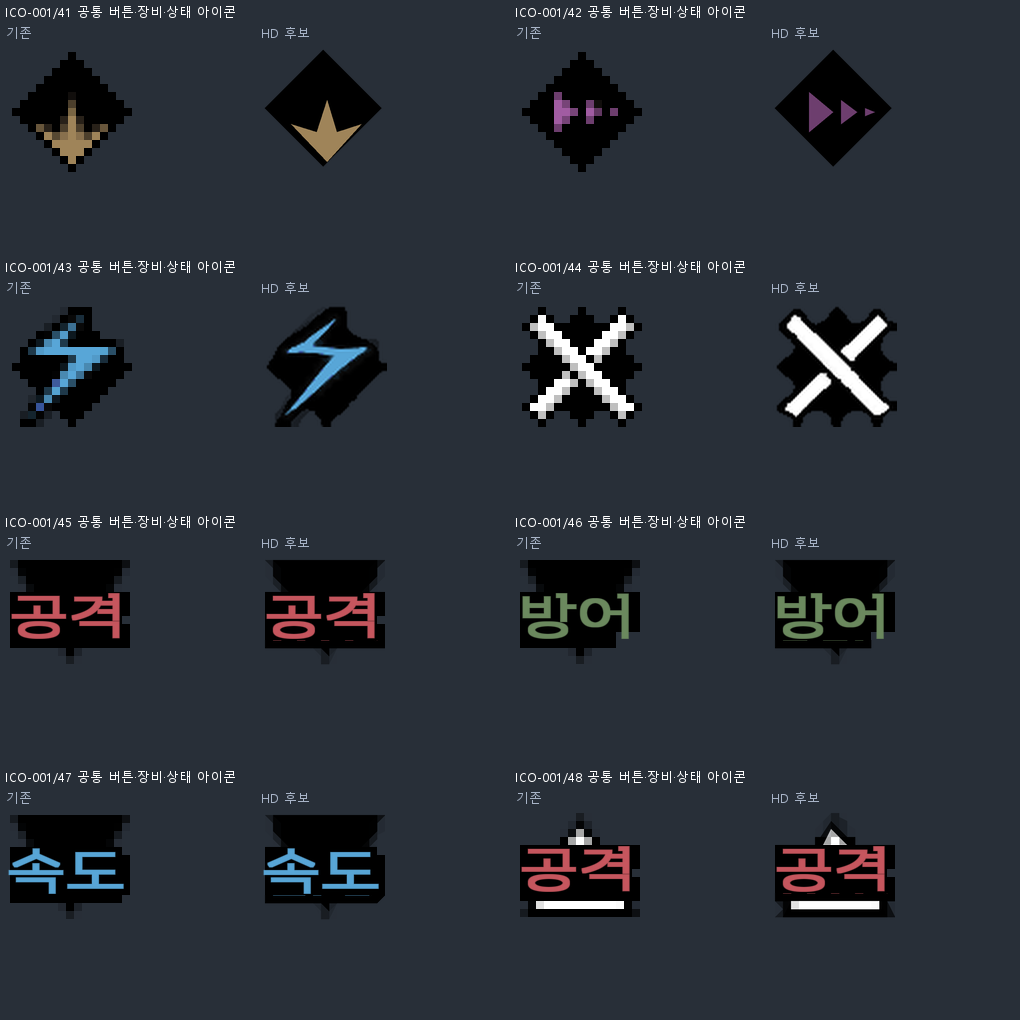 ICO-001/41 공통 버튼·장비·상태 아이콘
기존
HD 후보
ICO-001/42 공통 버튼·장비·상태 아이콘
기존
HD 후보
ICO-001/43 공통 버튼·장비·상태 아이콘
기존
HD 후보
ICO-001/44 공통 버튼·장비·상태 아이콘
기존
HD 후보
ICO-001/45 공통 버튼·장비·상태 아이콘
기존
HD 후보
공격
공격
ICO-001/46 공통 버튼·장비·상태 아이콘
기존
HD 후보
방어
방어
ICO-001/47 공통 버튼·장비·상태 아이콘
기존
HD 후보
속도
속도
ICO-001/48 공통 버튼·장비·상태 아이콘
기존
HD 후보
공격
공격